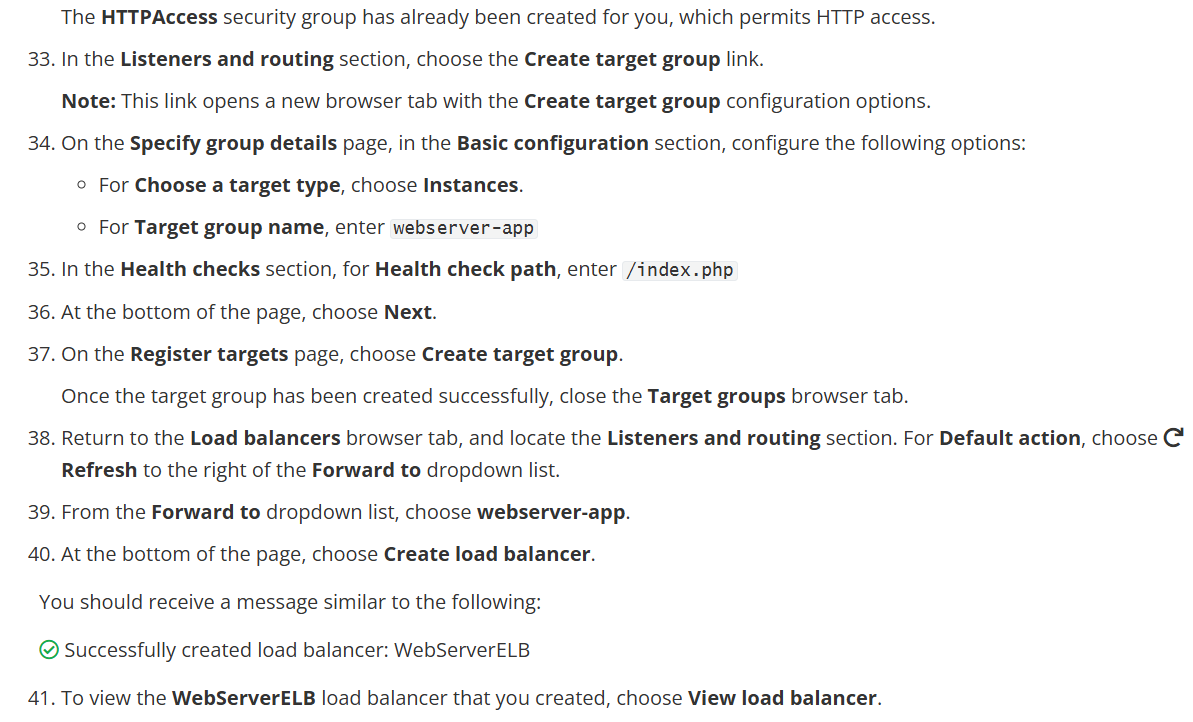 The HTTPAccess security group has already been created for you, which permits HTTP access.
33. In the Listeners and routing section, choose the Create target group link.
Note: This link opens a new browser tab with the Create target group configuration options.
34. On the Specify group details page, in the Basic configuration section, configure the following options:
For Choose a target type, choose Instances.
For Target group name, enter webserver-app
35. In the Health checks section, for Health check path, enter /index.php
36. At the bottom of the page, choose Next.
37. On the Register targets page, choose Create target group.
Once the target group has been created successfully, close the Target groups browser tab.
38. Return to the Load balancers browser tab, and locate the Listeners and routing section. For Default action, choose
Refresh to the right of the Forward to dropdown list.
39. From the Forward to dropdown list, choose webserver-app.
40. At the bottom of the page, choose Create load balancer.
You should receive a message similar to the following:
Successfully created load balancer: WebServerELB
41. To view the WebServerELB load balancer that you created, choose View load balancer.